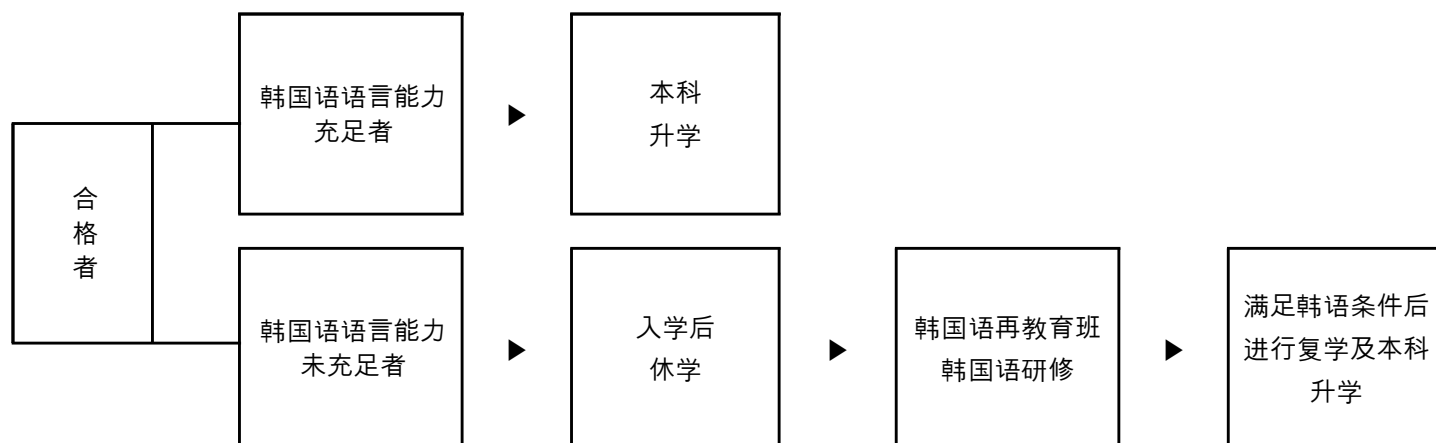 合
格
者
韩国语语言能力
充足者
本科
升学
韩国语语言能力
未充足者
入学后
休学
韩国语再教育班
韩国语研修
满足韩语条件后
进行复学及本科
升学